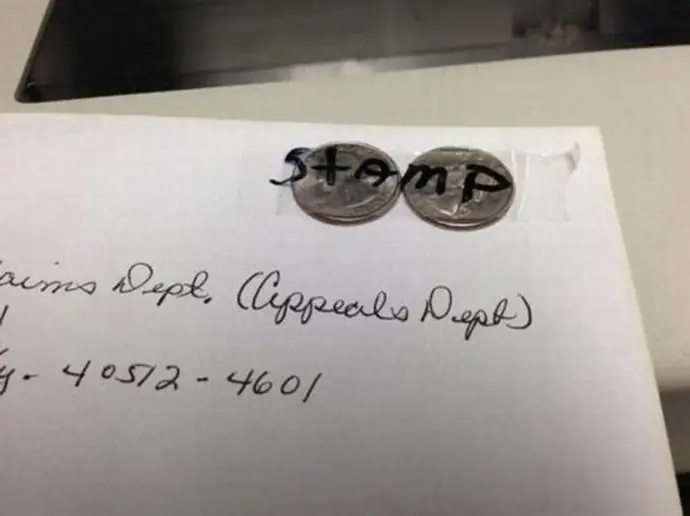 STAMP
Dept. (Appeals Dept)
40512-4601